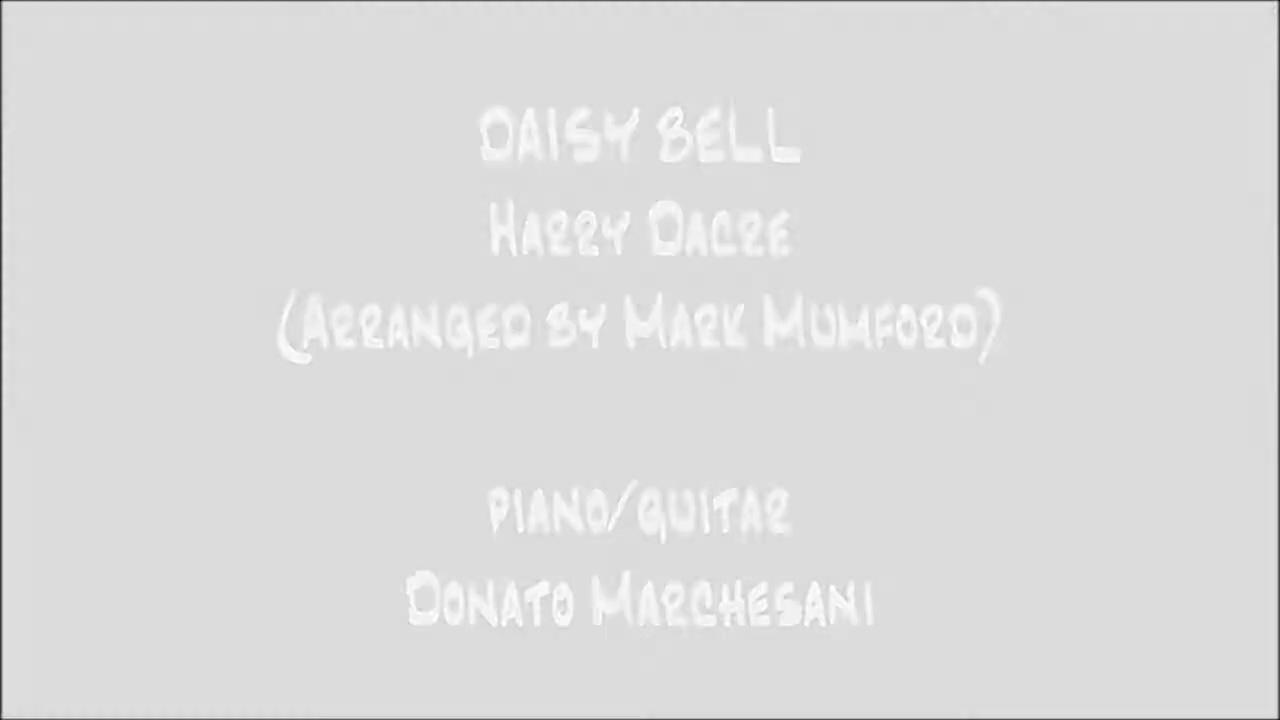 DAISY BELL
HARRY DACRE
(ARRANGED BY MARK MUMFORD)
PIANO/GUITAR
DONATO MARCHESANI